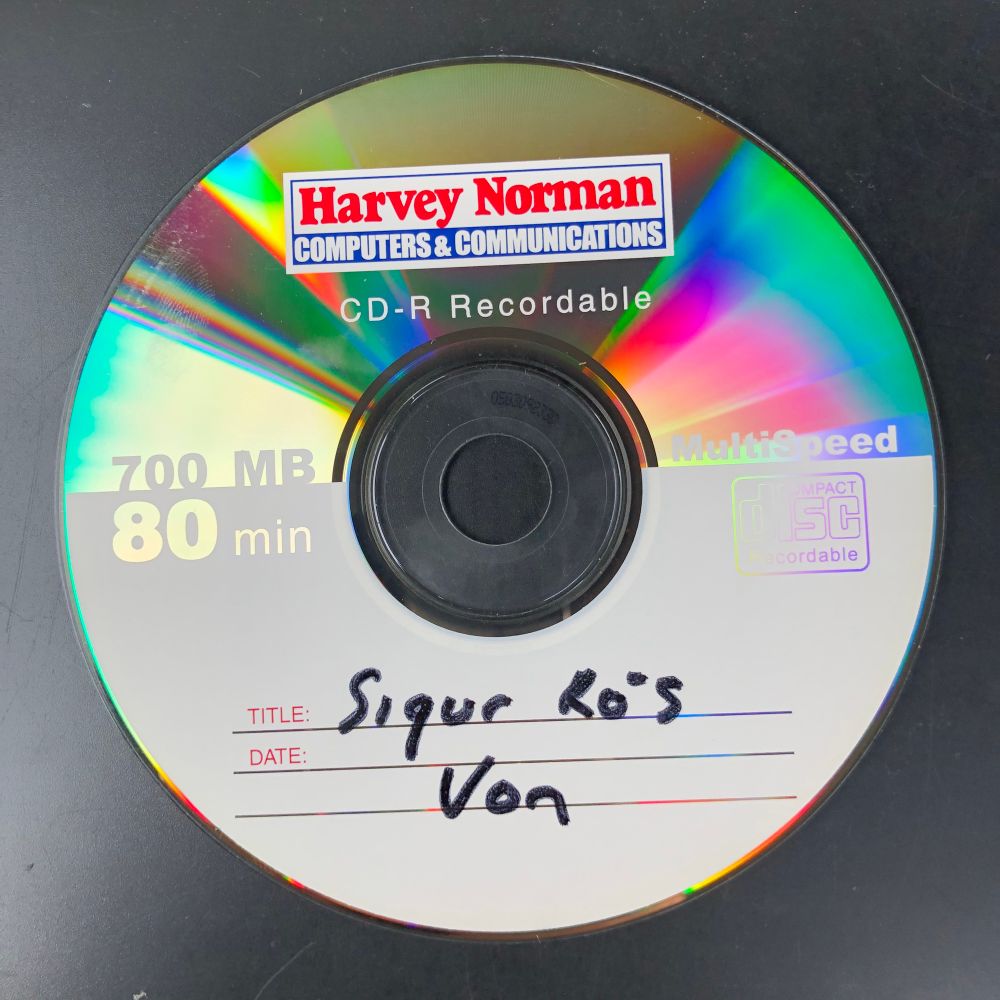 Harvey Norman
COMPUTERS & COMMUNICATIONS
CD-R Recordable
700 MB
80 min
MultiSpeed
COMPACT
disc
Recordable
TITLE: Sigur Ro's
DATE:
Von